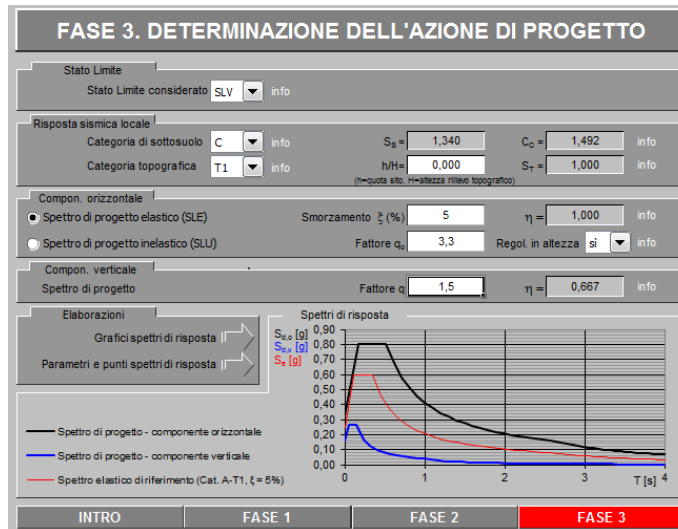 FASE 3. DETERMINAZIONE DELL'AZIONE DI PROGETTO
Stato Limite
Stato Limite considerato SLV info
Risposta sismica locale
Categoria di sottosuolo C info SS = 1,340 CC = 1,492 info
Categoria topografica T1 info h/H= 0,000 ST = 1,000 info
(h=quota sito, H=altezza rilievo topografico)
Compon. orizzontale
Spettro di progetto elastico (SLE) Smorzamento ξ (%) 5 η = 1,000 info
Spettro di progetto inelastico (SLU) Fattore qo 3,3 Regol. in altezza sì info
Compon. verticale
Spettro di progetto Fattore q 1,5 η = 0,667 info
Elaborazioni
Grafici spettri di risposta
Parametri e punti spettri di risposta
Spettri di risposta
Sd,o [g]
Sd,v [g]
Se [g]
0,90
0,80
0,70
0,60
0,50
0,40
0,30
0,20
0,10
0,00
0 1 2 3 T [s] 4
Spettro di progetto - componente orizzontale
Spettro di progetto - componente verticale
Spettro elastico di riferimento (Cat. A-T1, ξ = 5%)
INTRO FASE 1 FASE 2 FASE 3